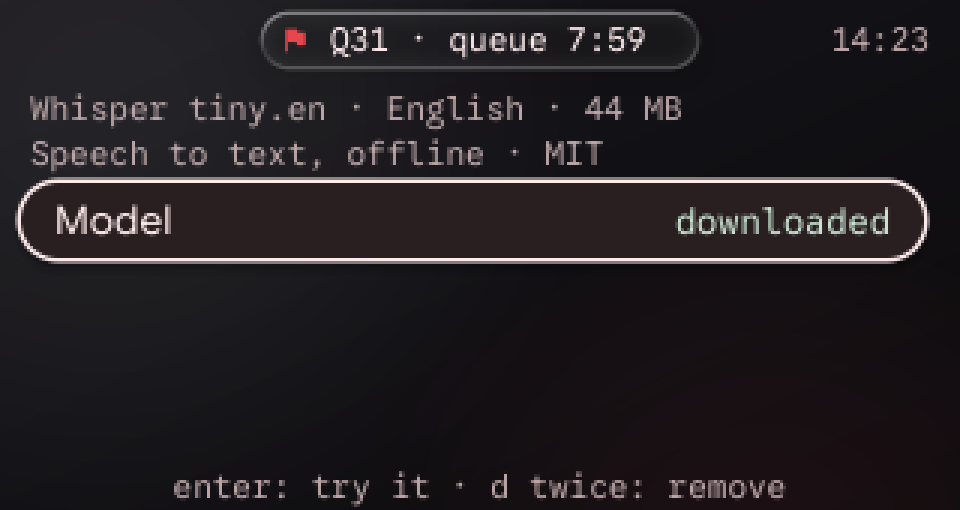 Q31 · queue 7:59
14:23
Whisper tiny.en · English · 44 MB
Speech to text, offline · MIT
Model downloaded
enter: try it · d twice: remove